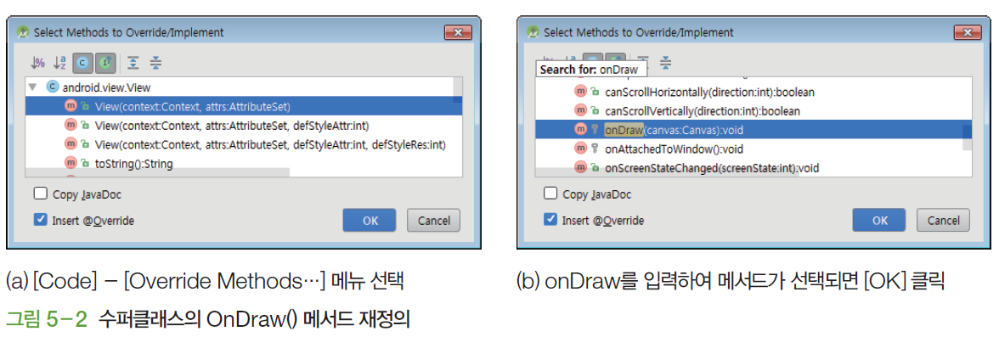 Select Methods to Override/Implement
android.view.View
View(context:Context, attrs:AttributeSet)
View(context:Context, attrs:AttributeSet, defStyleAttr:int)
View(context:Context, attrs:AttributeSet, defStyleAttr:int, defStyleRes:int)
toString():String
Copy JavaDoc
Insert @Override
OK
Cancel
(a) [Code] – [Override Methods…] 메뉴 선택
Select Methods to Override/Implement
Search for: onDraw
canScrollHorizontally(direction:int):boolean
canScrollVertically(direction:int):boolean
onDraw(canvas:Canvas):void
onAttachedToWindow():void
onScreenStateChanged(screenState:int):void
Copy JavaDoc
Insert @Override
OK
Cancel
(b) onDraw를 입력하여 메서드가 선택되면 [OK] 클릭
그림 5-2 수퍼클래스의 OnDraw() 메서드 재정의